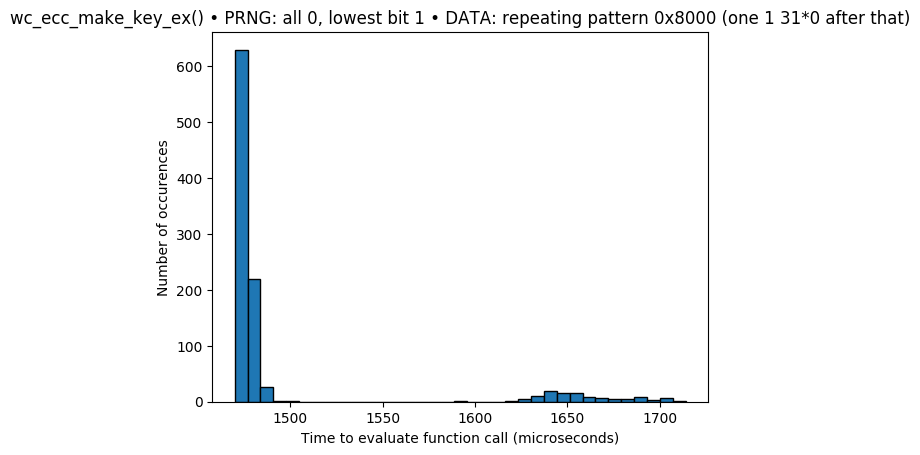 wc_ecc_make_key_ex() • PRNG: all 0, lowest bit 1 • DATA: repeating pattern 0x8000 (one 1 31*0 after that)
600
500
400
300
200
100
0
Number of occurences
1500 1550 1600 1650 1700
Time to evaluate function call (microseconds)